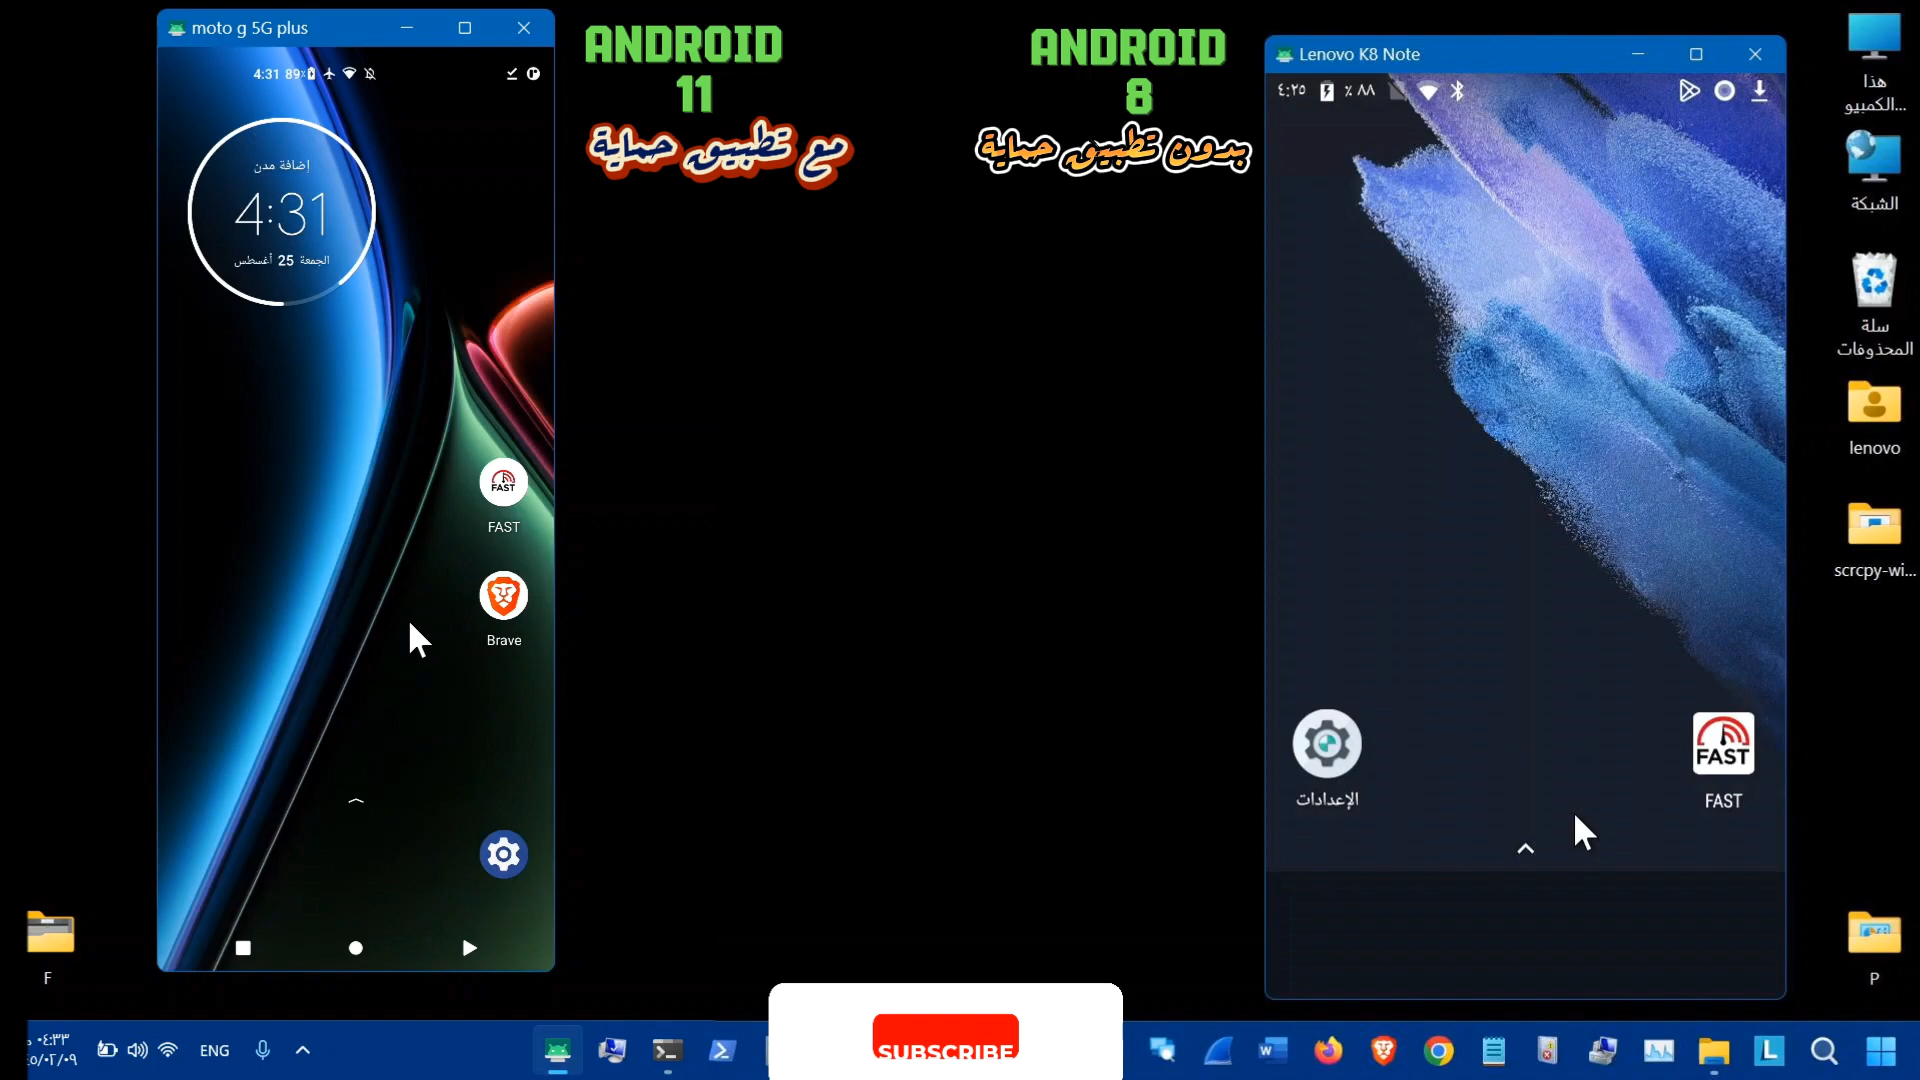 moto g 5G plus
4:31 89%
إضافة مدن
4:31
الجمعة 25 أغسطس
FAST
FAST
Brave
ANDROID
11
مع تطبيق حماية
ANDROID
8
بدون تطبيق حماية
Lenovo K8 Note
٤:٢٥ ٨٨ ٪
الإعدادات
FAST
FAST
هذا
الكمبيو...
الشبكة
سلة
المحذوفات
lenovo
scrcpy-wi...
P
F
SUBSCRIBE
ENG
W
L